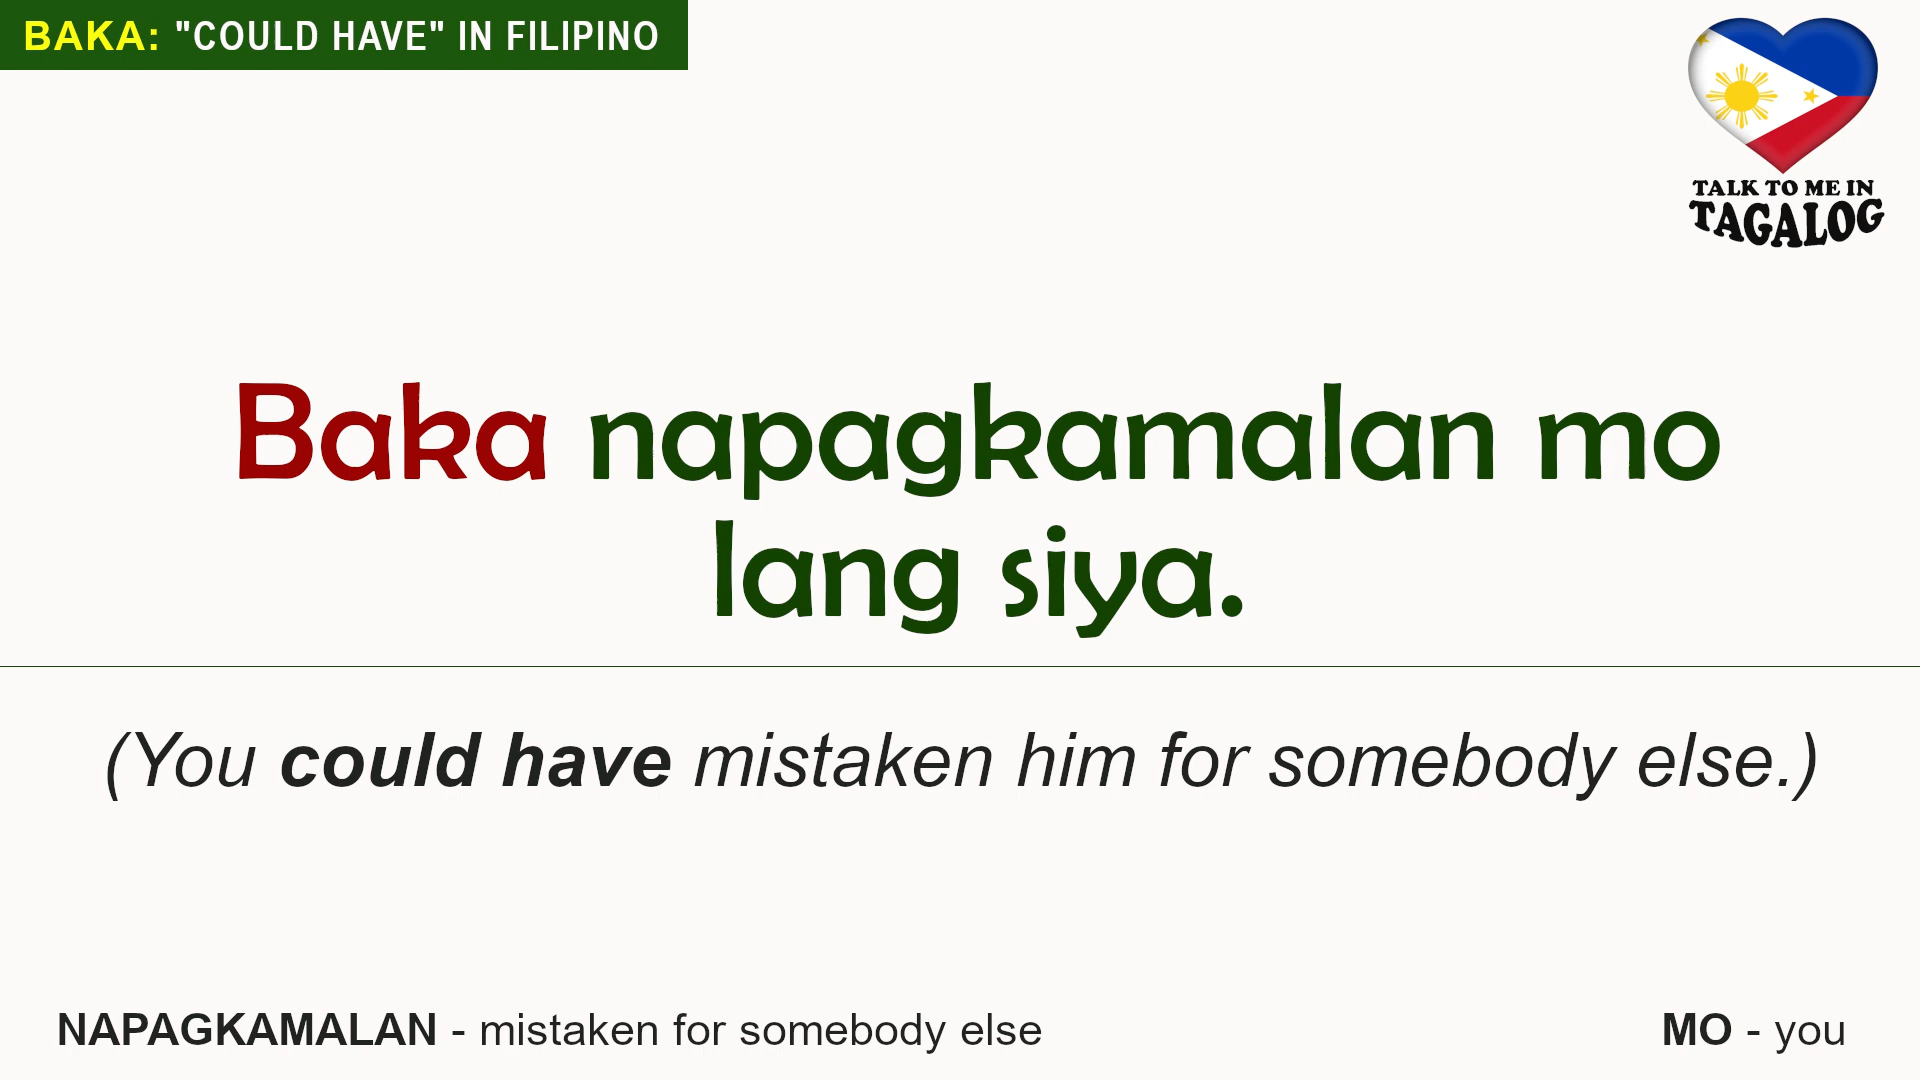 BAKA: "COULD HAVE" IN FILIPINO
TALK TO ME IN
TAGALOG
Baka napagkamalan mo
lang siya.
(You could have mistaken him for somebody else.)
NAPAGKAMALAN - mistaken for somebody else
MO - you